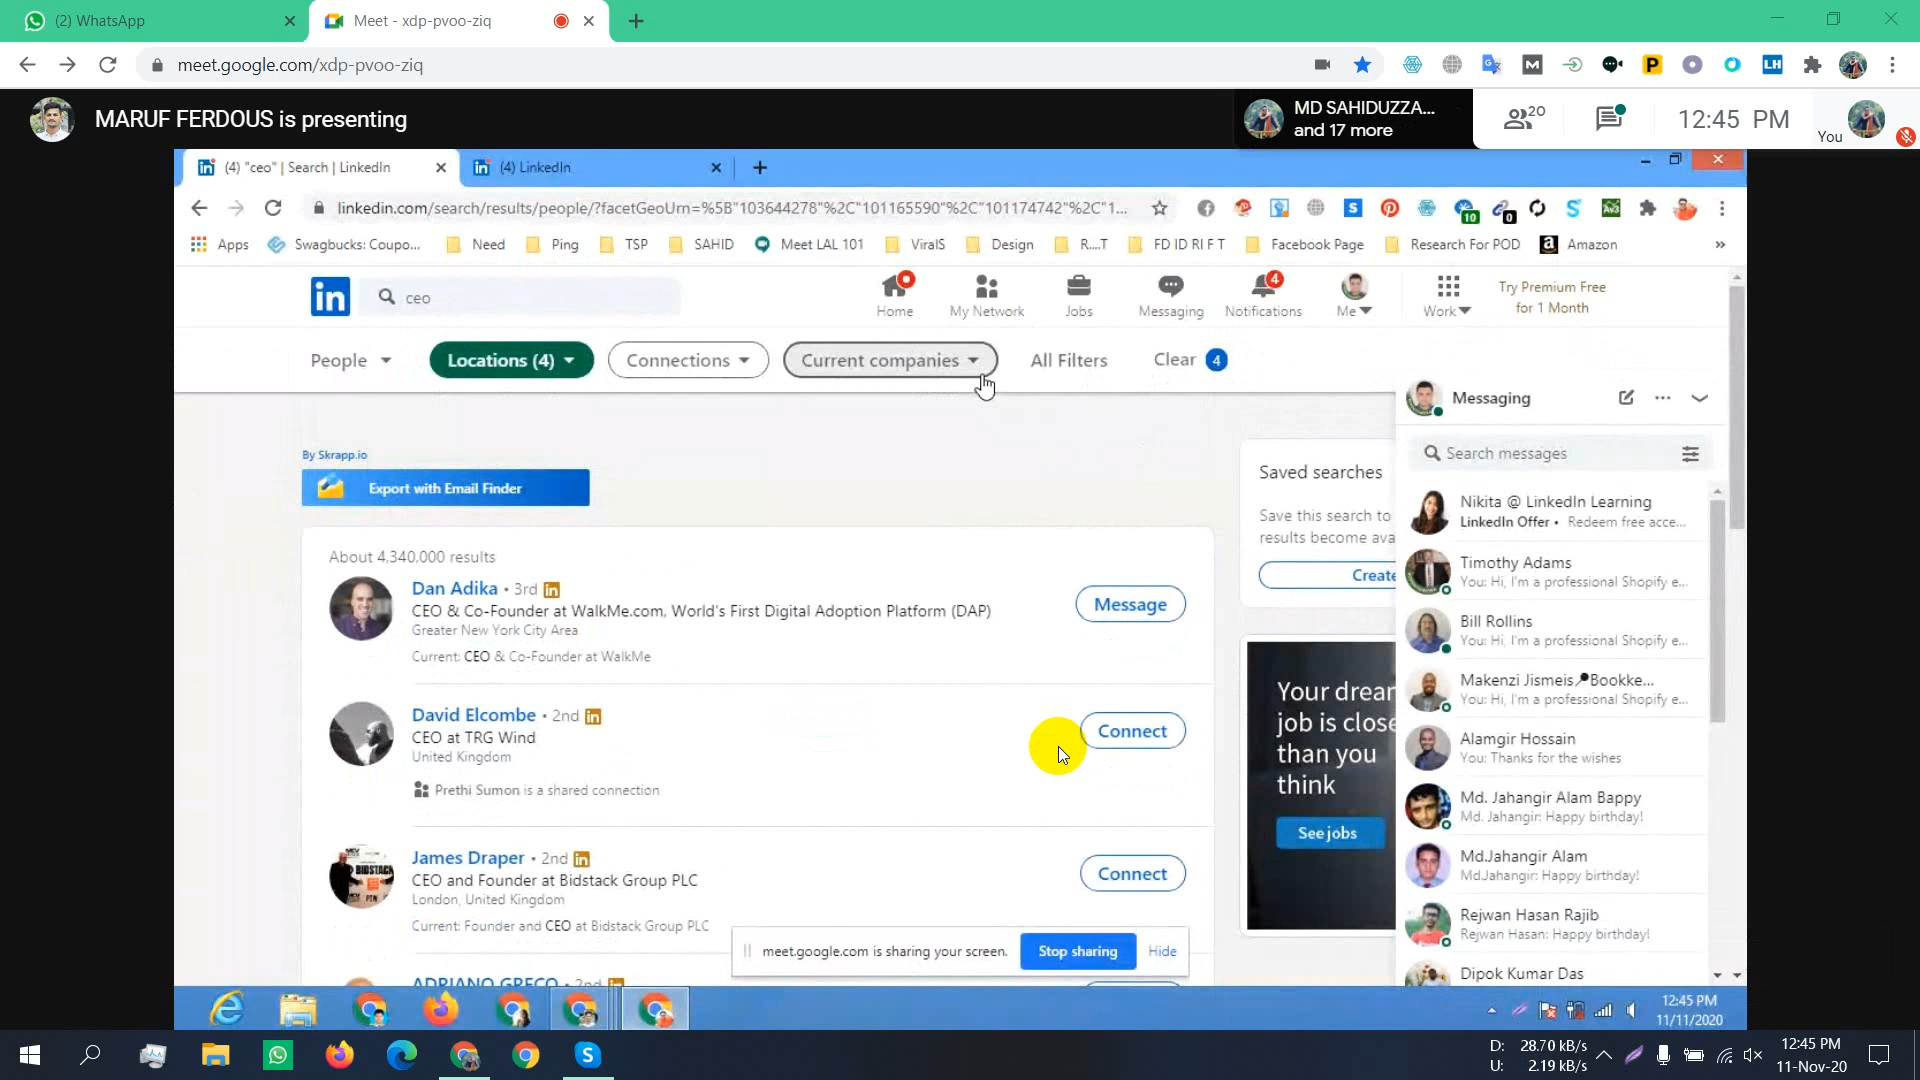 (2) WhatsApp
Meet - xdp-pvoo-ziq
meet.google.com/xdp-pvoo-ziq
MARUF FERDOUS is presenting
MD SAHIDUZZA...
and 17 more
20
12:45 PM
You
(4) "ceo" | Search | LinkedIn
(4) LinkedIn
linkedin.com/search/results/people/?facetGeoUrn=%5B"103644278"%2C"101165590"%2C"101174742"%2C"1...
10
0
Av3
Apps
Swagbucks: Coupo...
Need
Ping
TSP
SAHID
Meet LAL 101
ViralS
Design
R....T
FD ID RI F T
Facebook Page
Research For POD
Amazon
»
in
ceo
Home
My Network
Jobs
Messaging
4
Notifications
Me
Work
Try Premium Free
for 1 Month
People
Locations (4)
Connections
Current companies
All Filters
Clear 4
By Skrapp.io
Export with Email Finder
About 4,340,000 results
Dan Adika • 3rd in
CEO & Co-Founder at WalkMe.com, World's First Digital Adoption Platform (DAP)
Greater New York City Area
Current: CEO & Co-Founder at WalkMe
Message
David Elcombe • 2nd in
CEO at TRG Wind
United Kingdom
Prethi Sumon is a shared connection
Connect
James Draper • 2nd in
CEO and Founder at Bidstack Group PLC
London, United Kingdom
Current: Founder and CEO at Bidstack Group PLC
Connect
ADRIANO GRECO • 2nd in
Saved searches
Save this search to
results become ava
Create
Your drear
job is close
than you
think
See jobs
Messaging
Search messages
Nikita @ LinkedIn Learning
LinkedIn Offer • Redeem free acce...
Timothy Adams
You: Hi, I'm a professional Shopify e...
Bill Rollins
You: Hi, I'm a professional Shopify e...
Makenzi Jismeis Bookke...
You: Hi, I'm a professional Shopify e...
Alamgir Hossain
You: Thanks for the wishes
Md. Jahangir Alam Bappy
Md. Jahangir: Happy birthday!
Md.Jahangir Alam
Md.Jahangir: Happy birthday!
Rejwan Hasan Rajib
Rejwan Hasan: Happy birthday!
Dipok Kumar Das
meet.google.com is sharing your screen.
Stop sharing
Hide
12:45 PM
11/11/2020
D: 28.70 kB/s
U: 2.19 kB/s
12:45 PM
11-Nov-20